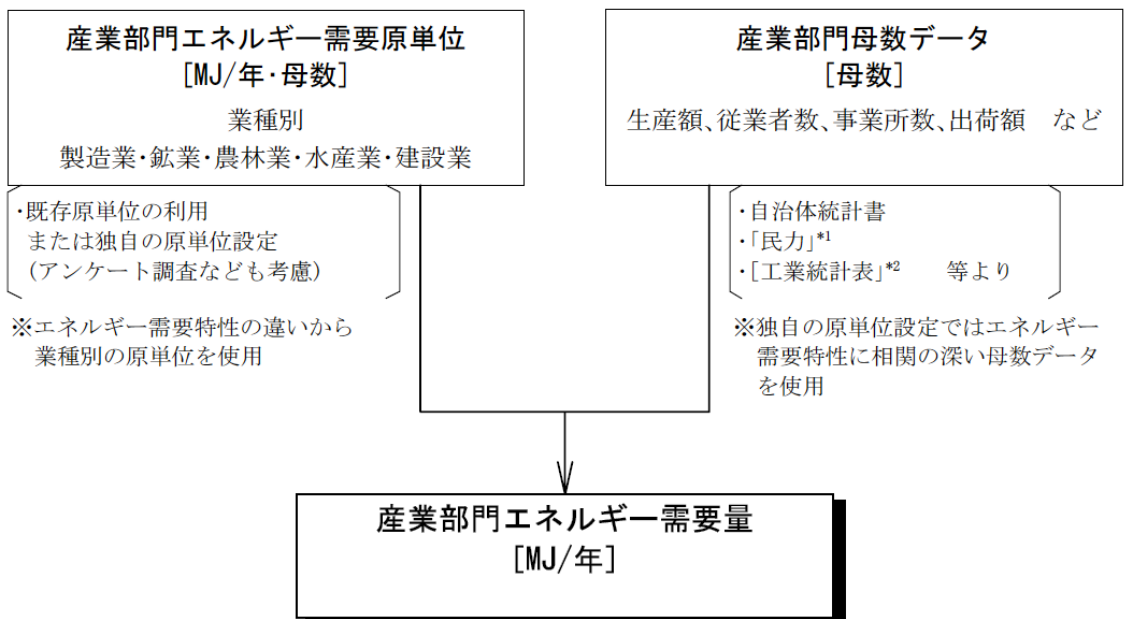 産業部門エネルギー需要原単位
[MJ/年･母数]
業種別
製造業･鉱業･農林業･水産業･建設業
･既存原単位の利用
または独自の原単位設定
(アンケート調査なども考慮)
※エネルギー需要特性の違いから
業種別の原単位を使用
産業部門母数データ
[母数]
生産額、従業者数、事業所数、出荷額 など
･自治体統計書
･「民力」*1
･[工業統計表」*2 等より
※独自の原単位設定ではエネルギー
需要特性に相関の深い母数データ
を使用
産業部門エネルギー需要量
[MJ/年]